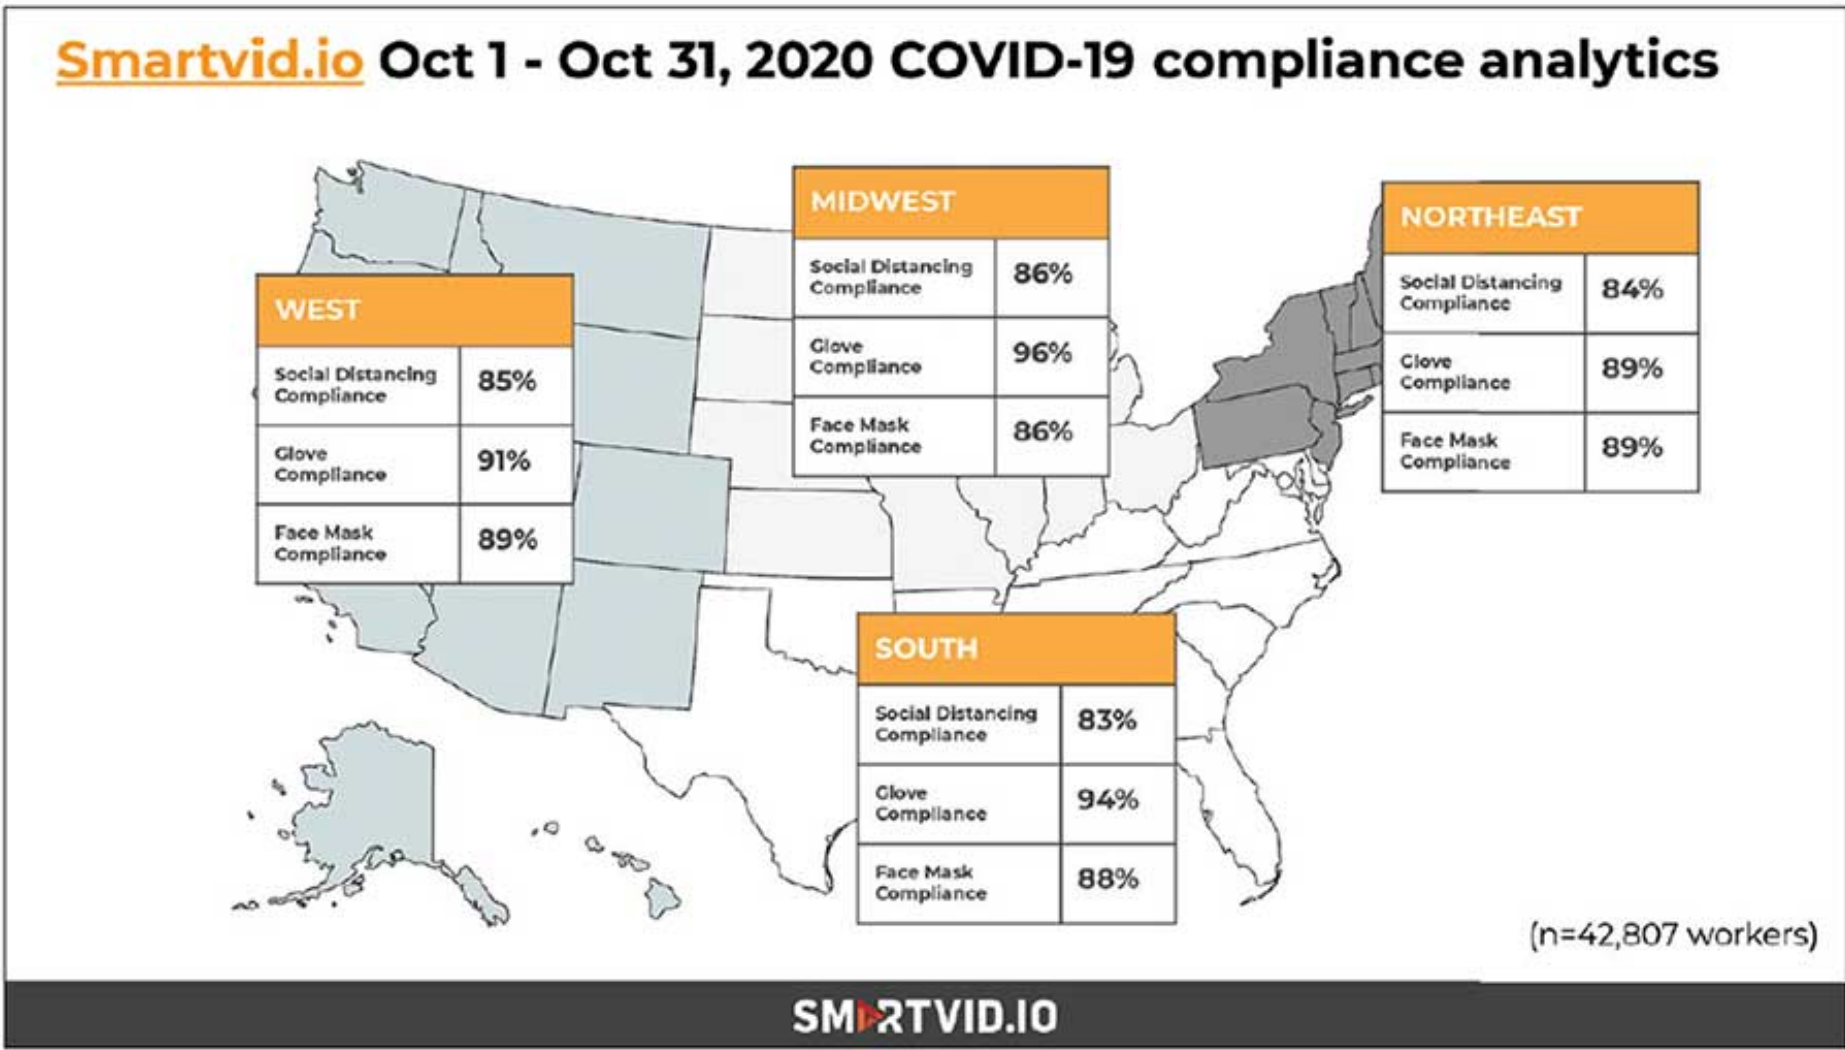 Smartvid.io Oct 1 - Oct 31, 2020 COVID-19 compliance analytics
WEST
Social Distancing
Compliance
85%
Glove
Compliance
91%
Face Mask
Compliance
89%
MIDWEST
Social Distancing
Compliance
86%
Glove
Compliance
96%
Face Mask
Compliance
86%
NORTHEAST
Social Distancing
Compliance
84%
Glove
Compliance
89%
Face Mask
Compliance
89%
SOUTH
Social Distancing
Compliance
83%
Glove
Compliance
94%
Face Mask
Compliance
88%
(n=42,807 workers)
SMARTVID.IO